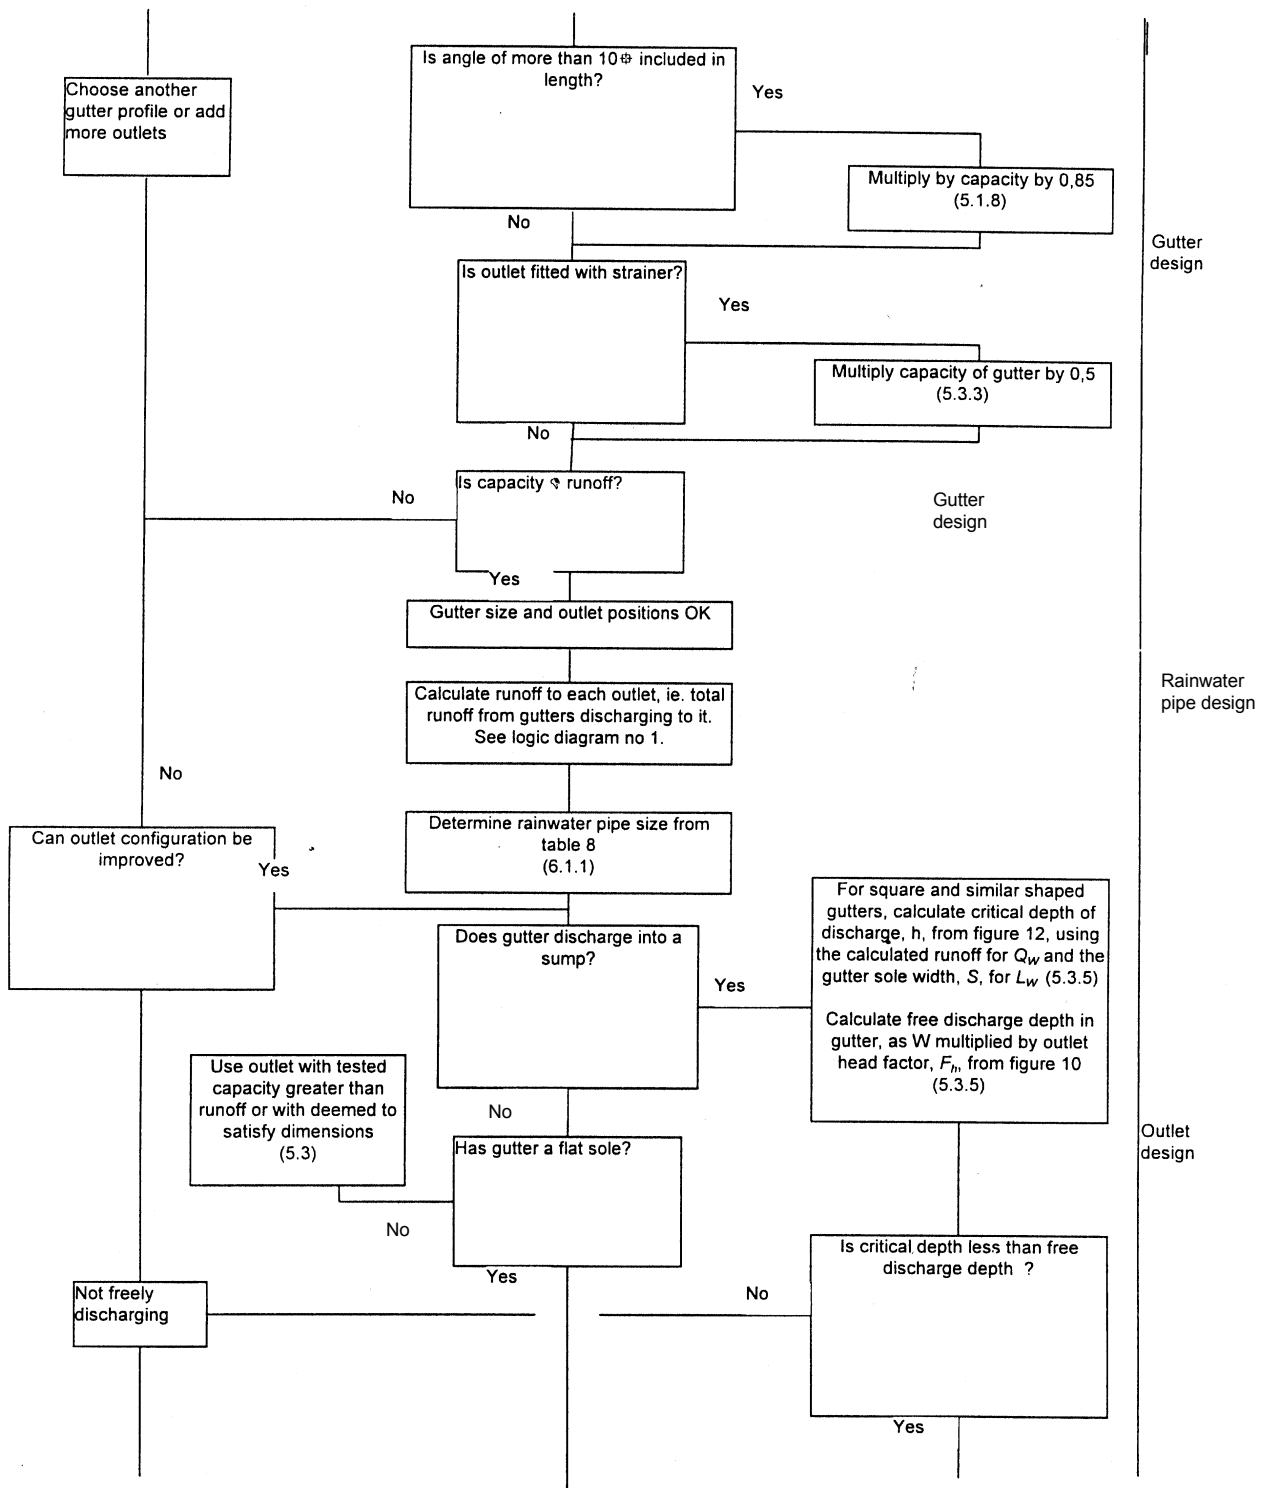 Is angle of more than 10⌖ included in
length?
Yes
Choose another
gutter profile or add
more outlets
Multiply by capacity by 0,85
(5.1.8)
No
Gutter
design
Is outlet fitted with strainer?
Yes
Multiply capacity of gutter by 0,5
(5.3.3)
No
Is capacity runoff?
No
Gutter
design
Yes
Gutter size and outlet positions OK
Calculate runoff to each outlet, ie. total
runoff from gutters discharging to it.
See logic diagram no 1.
Rainwater
pipe design
No
Determine rainwater pipe size from
table 8
(6.1.1)
Can outlet configuration be
improved?
Yes
For square and similar shaped
gutters, calculate critical depth of
discharge, h, from figure 12, using
the calculated runoff for QW and the
gutter sole width, S, for LW (5.3.5)
Calculate free discharge depth in
gutter, as W multiplied by outlet
head factor, Fh, from figure 10
(5.3.5)
Does gutter discharge into a
sump?
Yes
Use outlet with tested
capacity greater than
runoff or with deemed to
satisfy dimensions
(5.3)
No
Outlet
design
Has gutter a flat sole?
No
Yes
Is critical depth less than free
discharge depth ?
No
Not freely
discharging
Yes